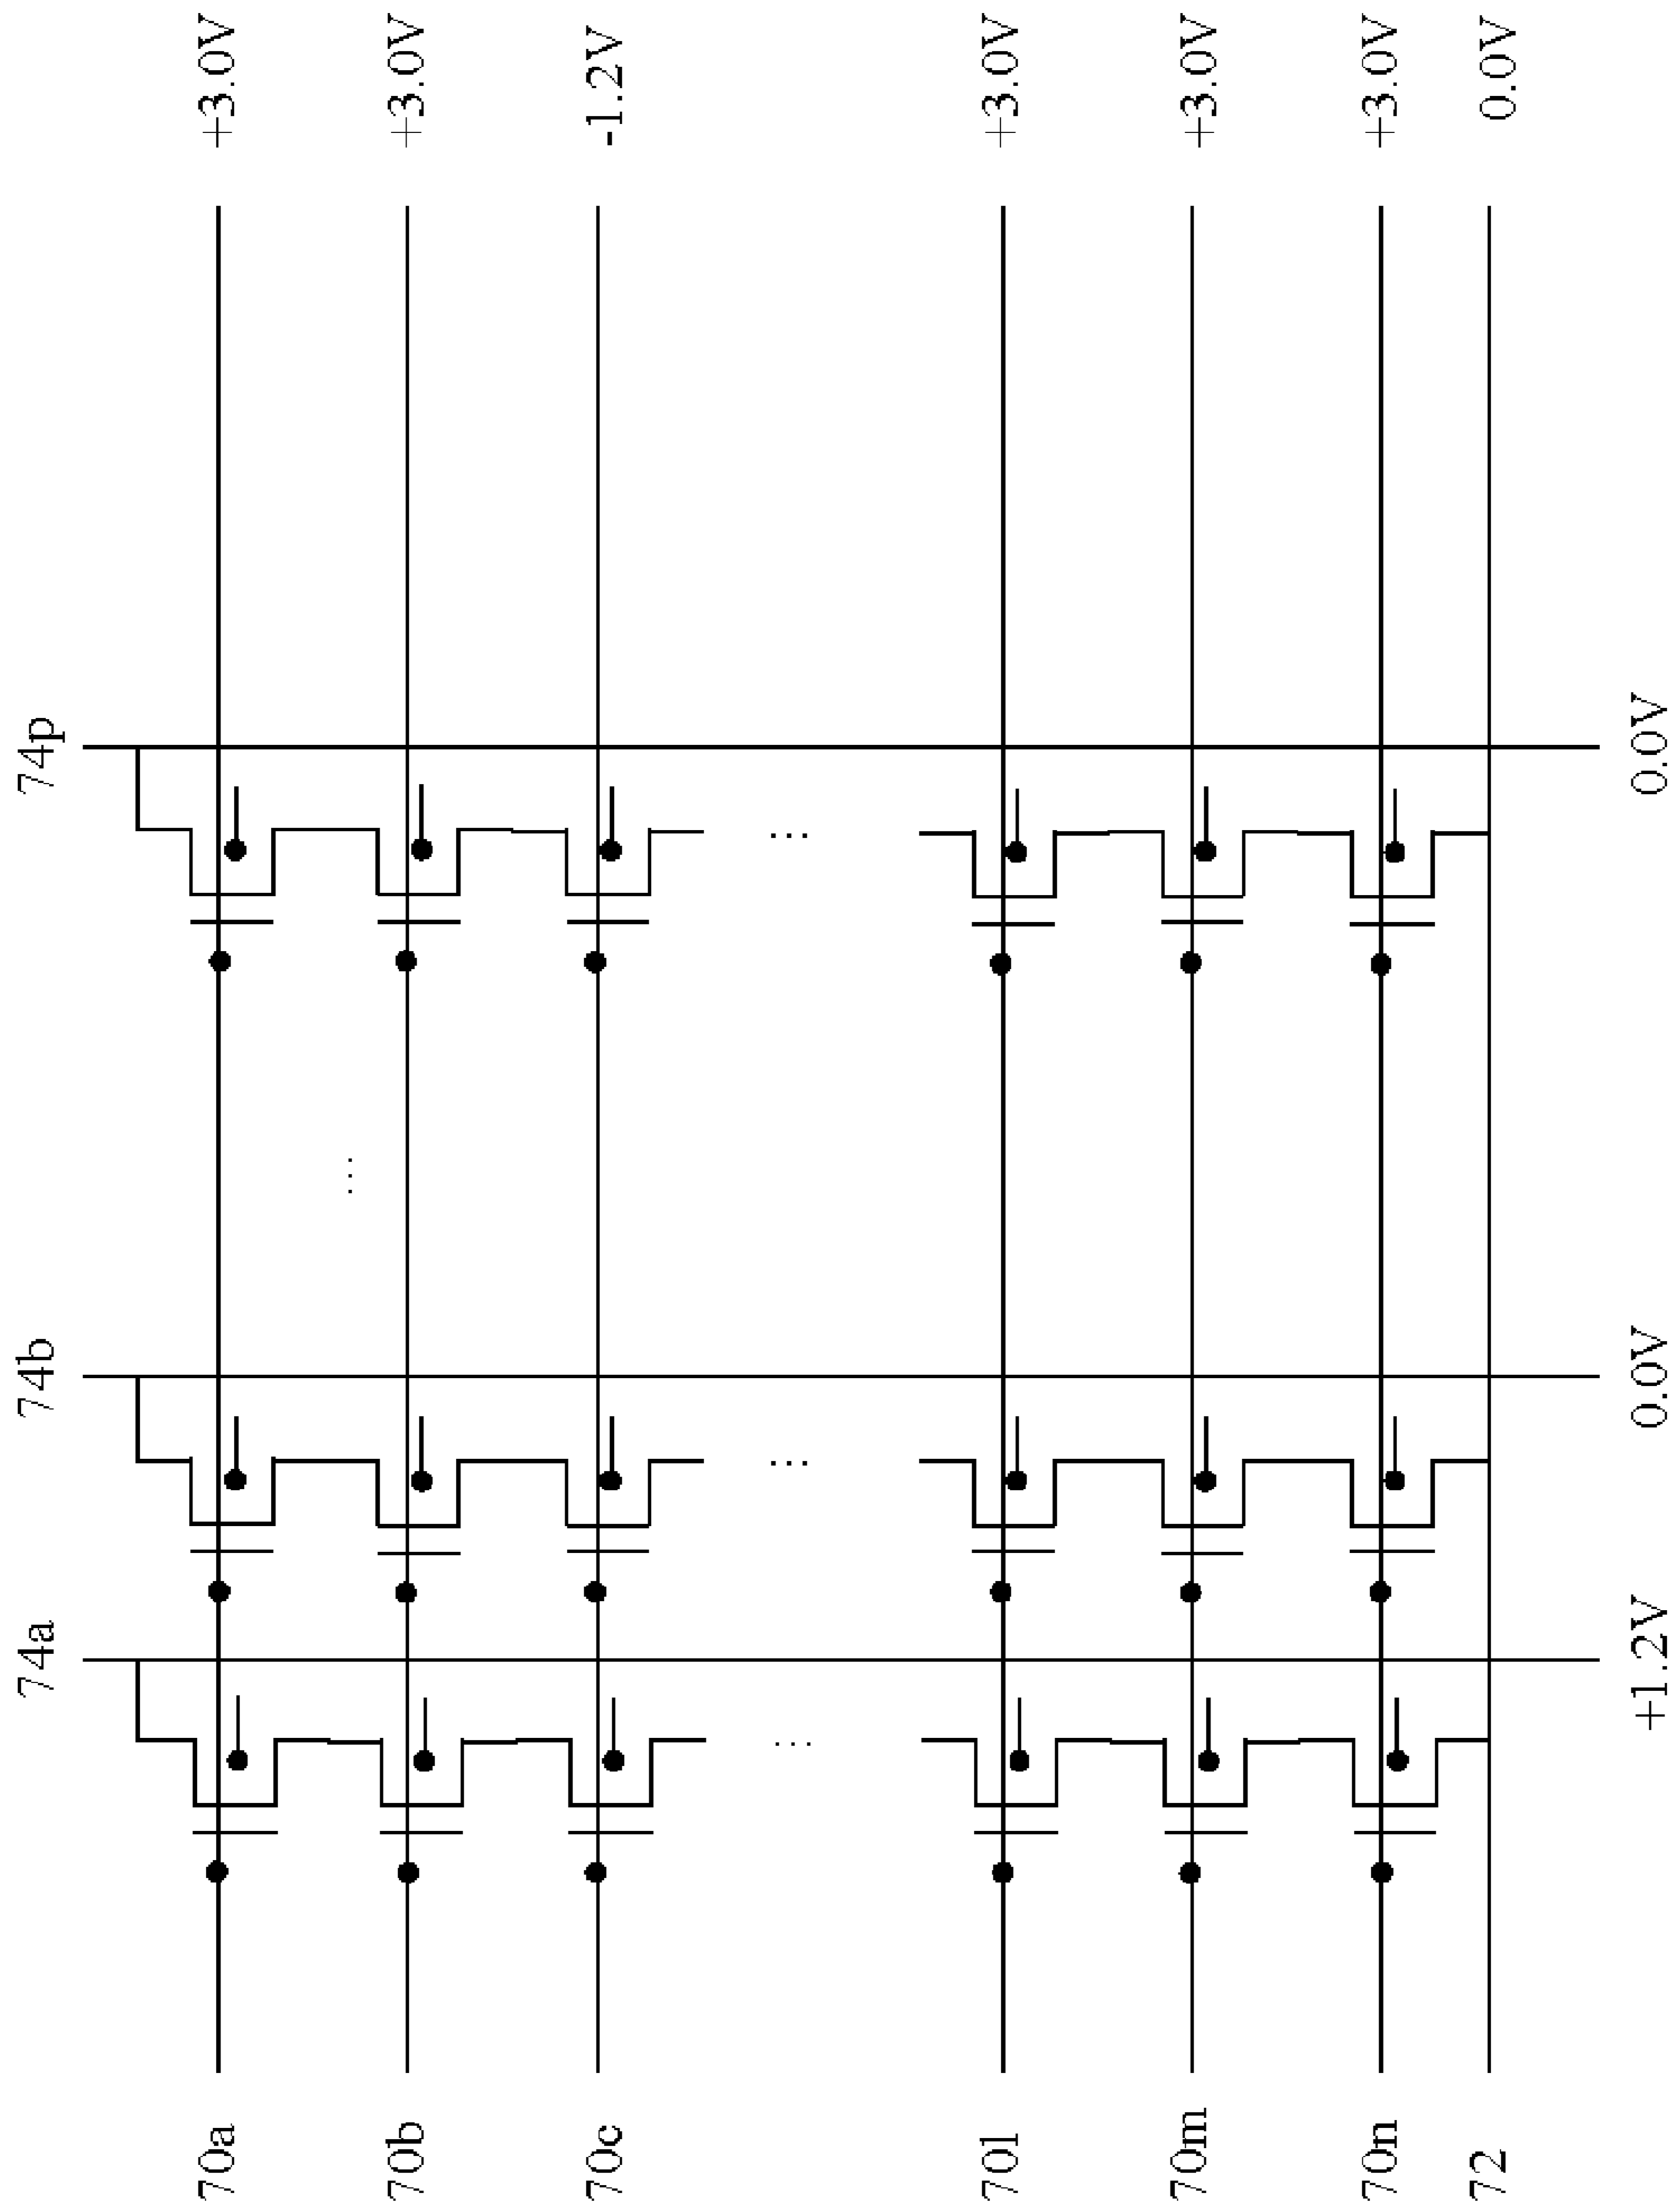 74a 74b 74p
70a +3.0V
70b +3.0V
70c -1.2V
70l +3.0V
70m +3.0V
70n +3.0V
72 0.0V
+1.2V 0.0V 0.0V